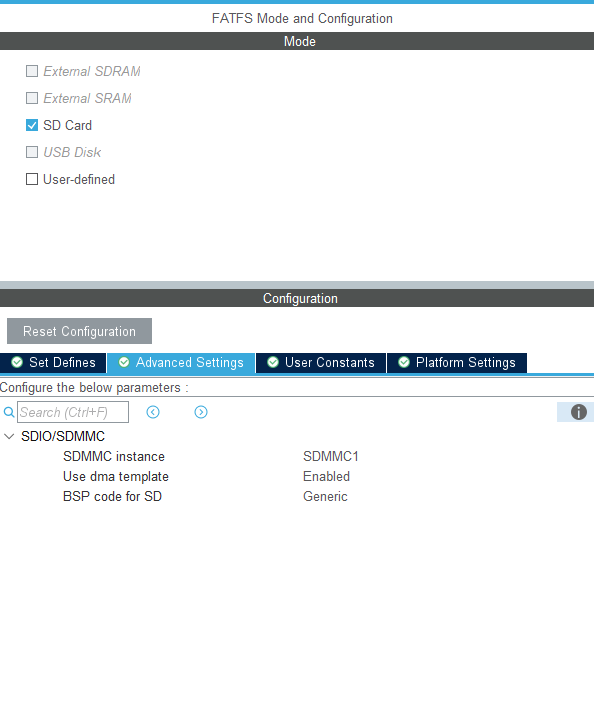 FATFS Mode and Configuration
Mode
External SDRAM
External SRAM
SD Card
USB Disk
User-defined
Configuration
Reset Configuration
Set Defines Advanced Settings User Constants Platform Settings
Configure the below parameters :
Search (Ctrl+F)
SDIO/SDMMC
SDMMC instance SDMMC1
Use dma template Enabled
BSP code for SD Generic